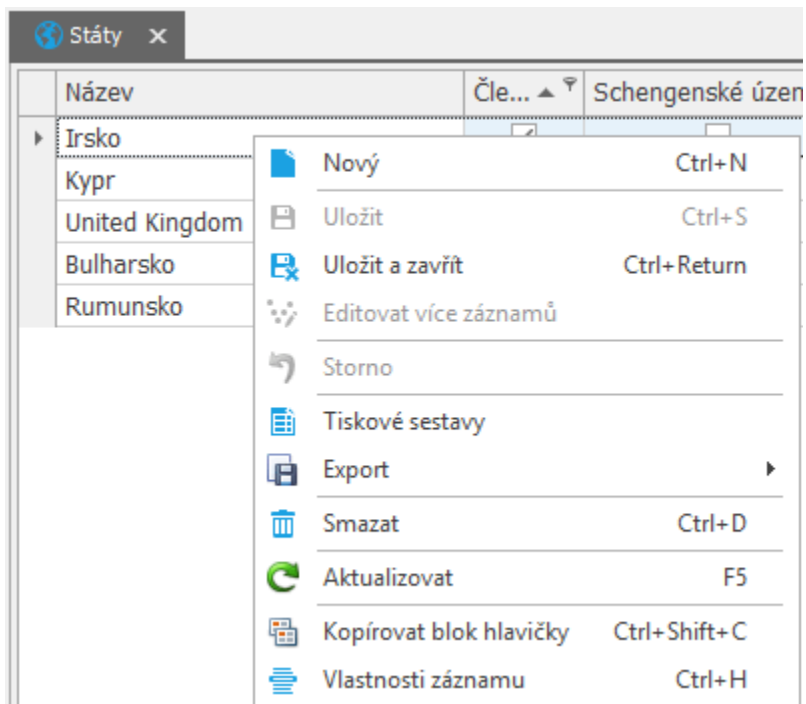 Státy
Název Čle... Schengenské územ
Irsko
Kypr
United Kingdom
Bulharsko
Rumunsko
Nový Ctrl+N
Uložit Ctrl+S
Uložit a zavřít Ctrl+Return
Editovat více záznamů
Storno
Tiskové sestavy
Export
Smazat Ctrl+D
Aktualizovat F5
Kopírovat blok hlavičky Ctrl+Shift+C
Vlastnosti záznamu Ctrl+H